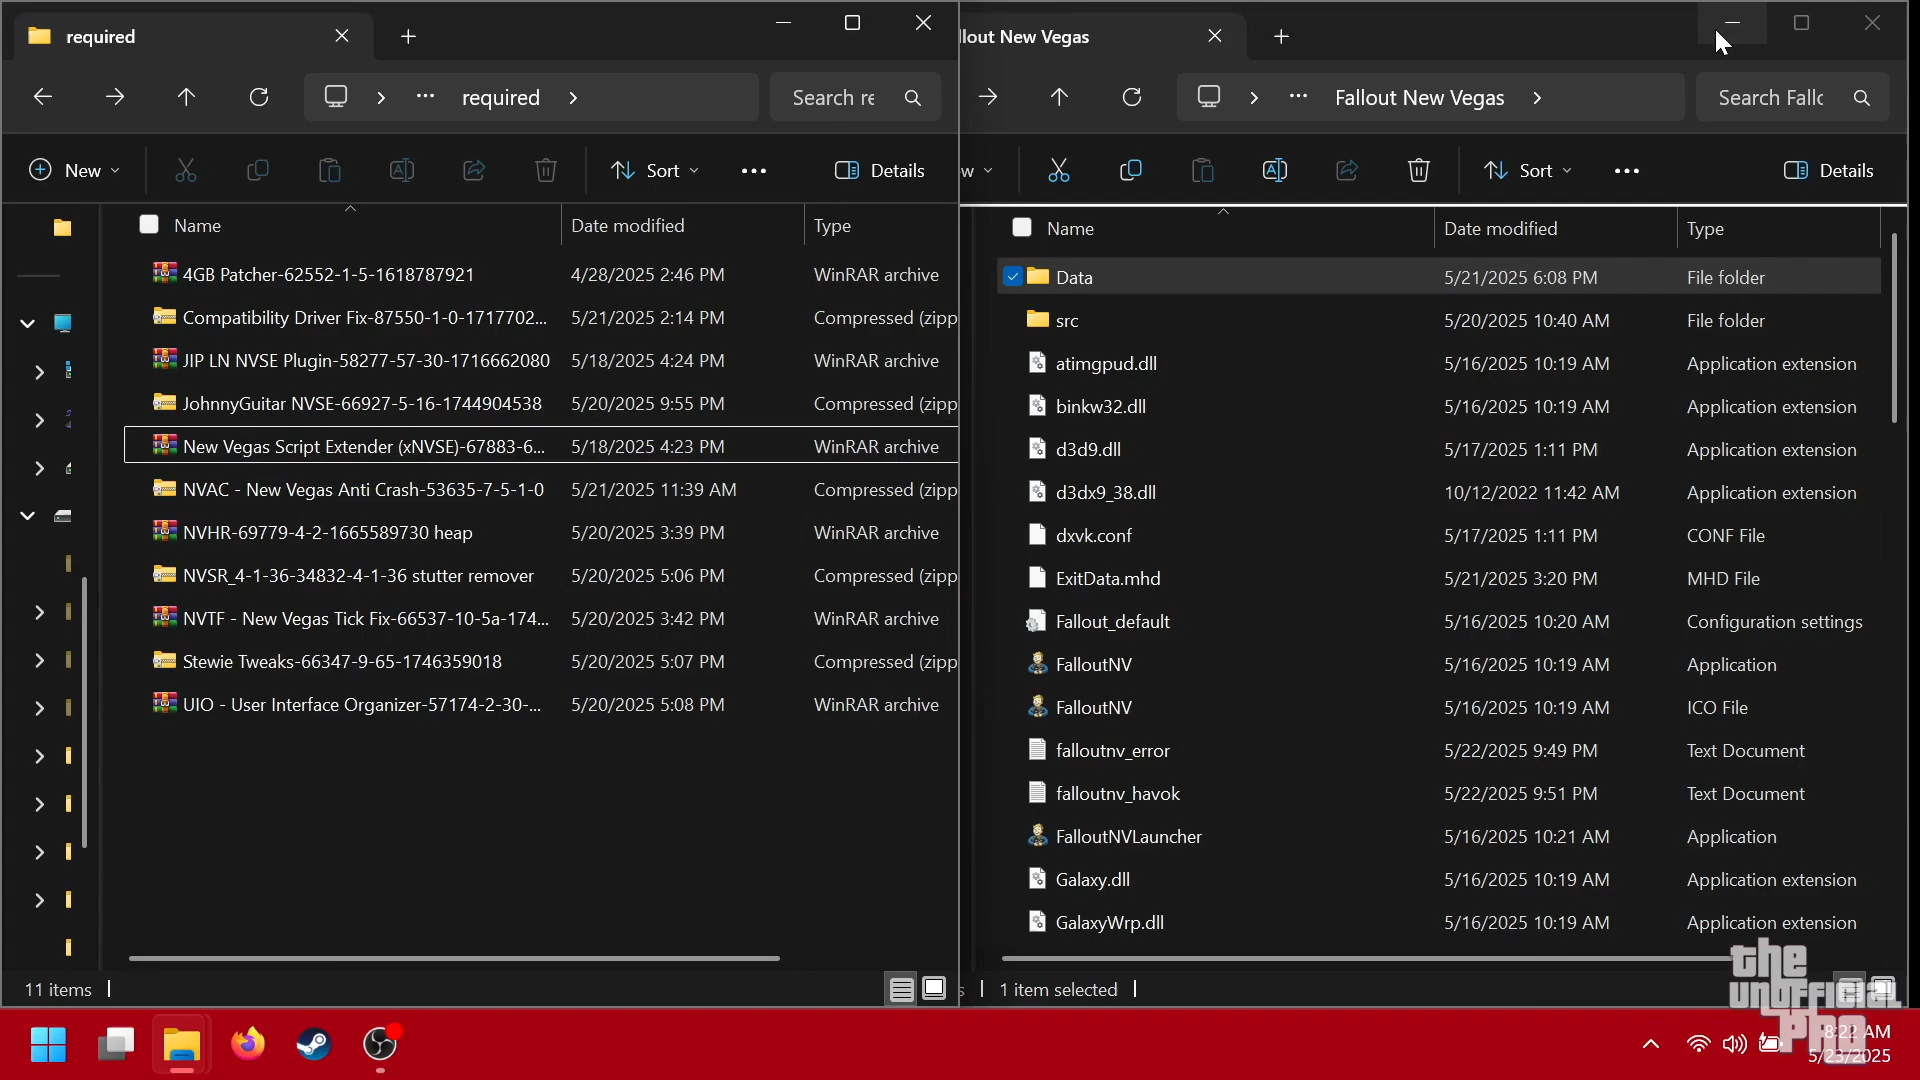 required
Fallout New Vegas
required
Search re
Fallout New Vegas
Search Fallc
New
Sort
Details
w
Sort
Details
Name
Date modified
Type
4GB Patcher-62552-1-5-1618787921
4/28/2025 2:46 PM
WinRAR archive
Compatibility Driver Fix-87550-1-0-1717702...
5/21/2025 2:14 PM
Compressed (zipp
JIP LN NVSE Plugin-58277-57-30-1716662080
5/18/2025 4:24 PM
WinRAR archive
JohnnyGuitar NVSE-66927-5-16-1744904538
5/20/2025 9:55 PM
Compressed (zipp
New Vegas Script Extender (xNVSE)-67883-6...
5/18/2025 4:23 PM
WinRAR archive
NVAC - New Vegas Anti Crash-53635-7-5-1-0
5/21/2025 11:39 AM
Compressed (zipp
NVHR-69779-4-2-1665589730 heap
5/20/2025 3:39 PM
WinRAR archive
NVSR_4-1-36-34832-4-1-36 stutter remover
5/20/2025 5:06 PM
Compressed (zipp
NVTF - New Vegas Tick Fix-66537-10-5a-174...
5/20/2025 3:42 PM
WinRAR archive
Stewie Tweaks-66347-9-65-1746359018
5/20/2025 5:07 PM
Compressed (zipp
UIO - User Interface Organizer-57174-2-30-...
5/20/2025 5:08 PM
WinRAR archive
11 items
Name
Date modified
Type
Data
5/21/2025 6:08 PM
File folder
src
5/20/2025 10:40 AM
File folder
atimgpud.dll
5/16/2025 10:19 AM
Application extension
binkw32.dll
5/16/2025 10:19 AM
Application extension
d3d9.dll
5/17/2025 1:11 PM
Application extension
d3dx9_38.dll
10/12/2022 11:42 AM
Application extension
dxvk.conf
5/17/2025 1:11 PM
CONF File
ExitData.mhd
5/21/2025 3:20 PM
MHD File
Fallout_default
5/16/2025 10:20 AM
Configuration settings
FalloutNV
5/16/2025 10:19 AM
Application
FalloutNV
5/16/2025 10:19 AM
ICO File
falloutnv_error
5/22/2025 9:49 PM
Text Document
falloutnv_havok
5/22/2025 9:51 PM
Text Document
FalloutNVLauncher
5/16/2025 10:21 AM
Application
Galaxy.dll
5/16/2025 10:19 AM
Application extension
GalaxyWrp.dll
5/16/2025 10:19 AM
Application extension
s
1 item selected
the
unofficial
pho
8:22 AM
5/23/2025